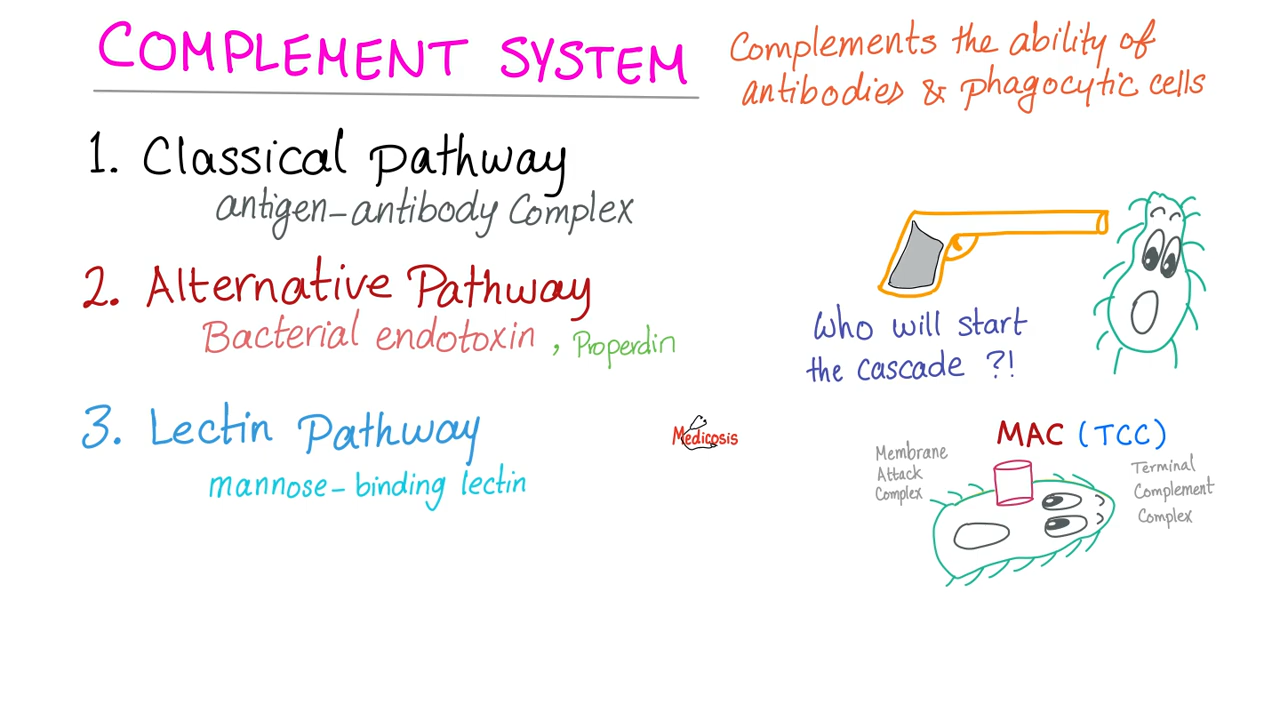 COMPLEMENT SYSTEM
Complements the ability of
antibodies & phagocytic cells
1. Classical pathway
antigen-antibody Complex
2. Alternative Pathway
Bacterial endotoxin , Properdin
3. Lectin Pathway
mannose-binding lectin
Who will start
the cascade ?!
Medicosis
MAC (TCC)
Membrane
Attack
Complex
Terminal
Complement
Complex